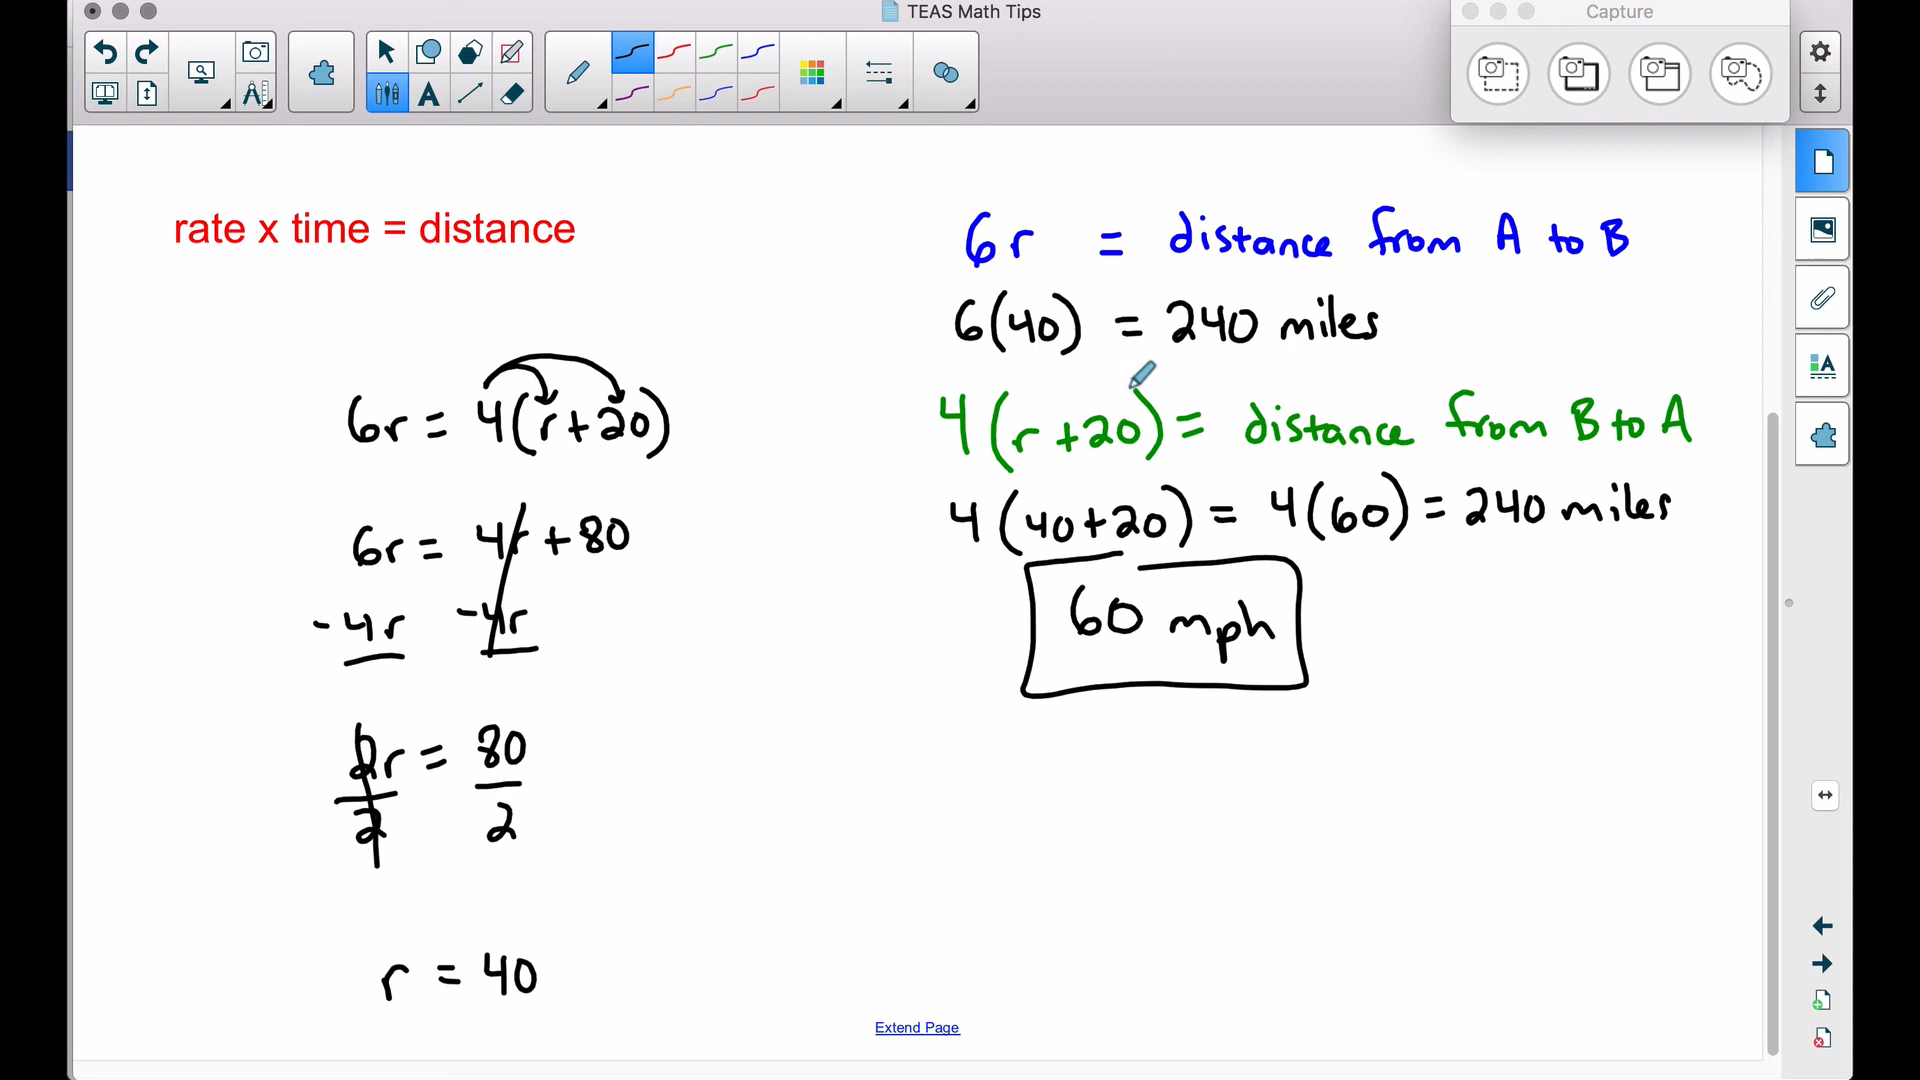 TEAS Math Tips
Capture
rate x time = distance
6r = distance from A to B
6(40) = 240 miles
6r = 4(r+20)
4(r+20) = distance from B to A
6r = 4r + 80
4(40+20) = 4(60) = 240 miles
-4r -4r
60 mph
2r = 80
2 2
r = 40
Extend Page